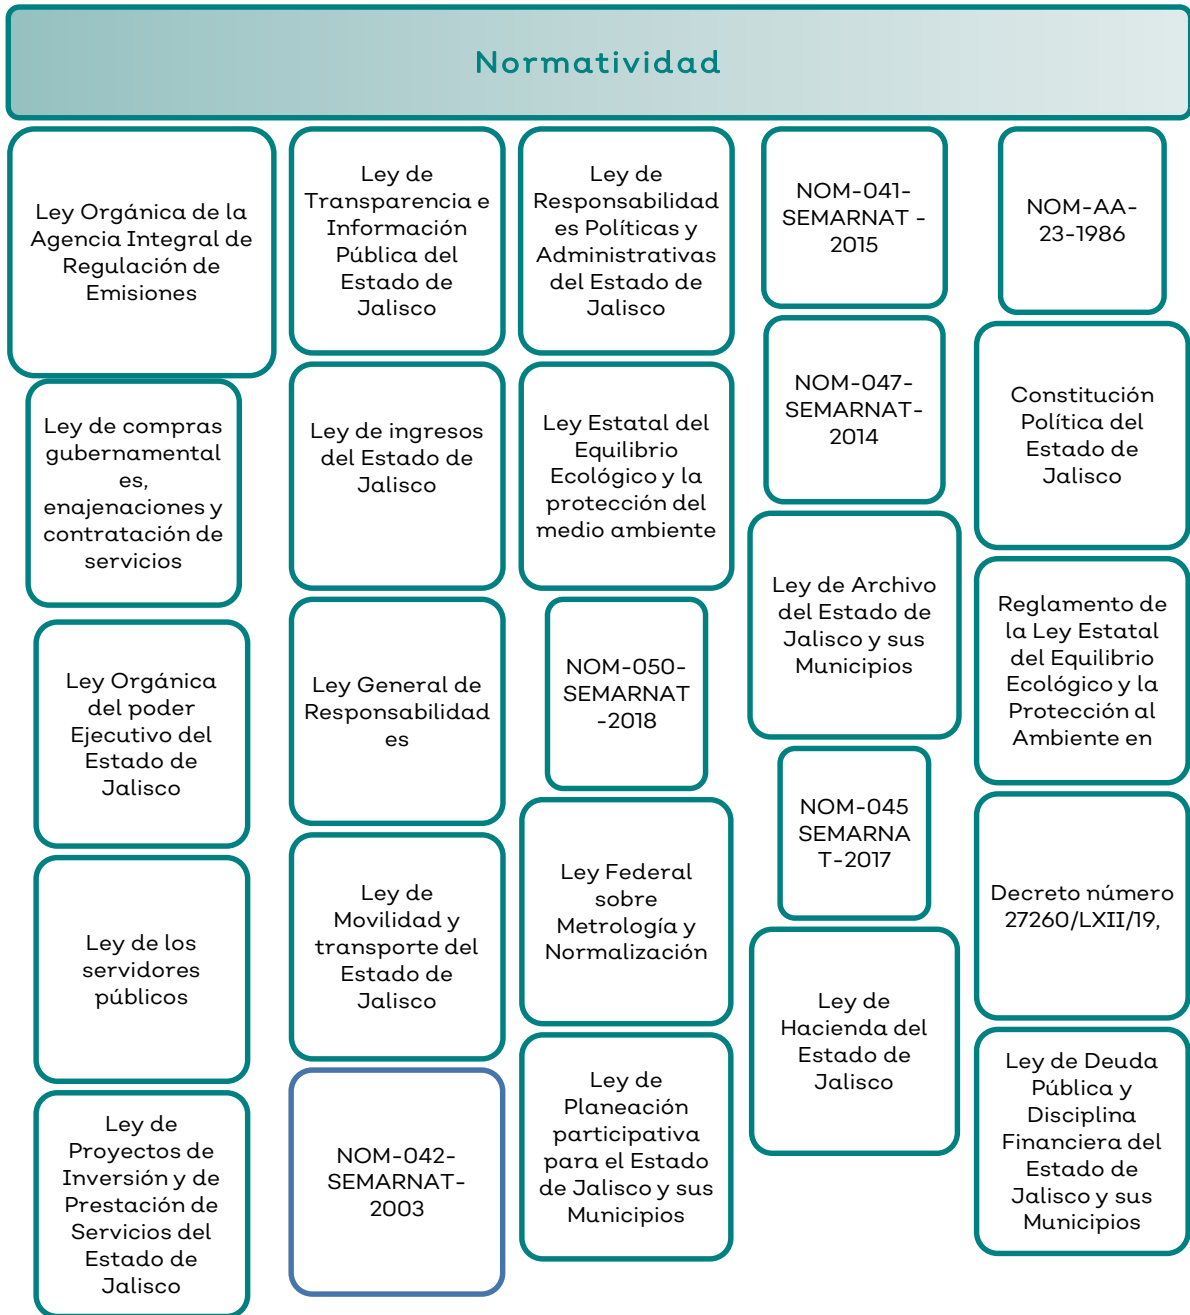 Normatividad
Ley Orgánica de la
Agencia Integral de
Regulación de
Emisiones
Ley de compras
gubernamental
es,
enajenaciones y
contratación de
servicios
Ley Orgánica
del poder
Ejecutivo del
Estado de
Jalisco
Ley de los
servidores
públicos
Ley de
Proyectos de
Inversión y de
Prestación de
Servicios del
Estado de
Jalisco
Ley de
Transparencia e
Información
Pública del
Estado de
Jalisco
Ley de ingresos
del Estado de
Jalisco
Ley General de
Responsabilidad
es
Ley de
Movilidad y
transporte del
Estado de
Jalisco
NOM-042-
SEMARNAT-
2003
Ley de
Responsabilidad
es Políticas y
Administrativas
del Estado de
Jalisco
Ley Estatal del
Equilibrio
Ecológico y la
protección del
medio ambiente
NOM-050-
SEMARNAT
-2018
Ley Federal
sobre
Metrología y
Normalización
Ley de
Planeación
participativa
para el Estado
de Jalisco y sus
Municipios
NOM-041-
SEMARNAT -
2015
NOM-047-
SEMARNAT-
2014
Ley de Archivo
del Estado de
Jalisco y sus
Municipios
NOM-045
SEMARNA
T-2017
Ley de
Hacienda del
Estado de
Jalisco
NOM-AA-
23-1986
Constitución
Política del
Estado de
Jalisco
Reglamento de
la Ley Estatal
del Equilibrio
Ecológico y la
Protección al
Ambiente en
Decreto número
27260/LXII/19,
Ley de Deuda
Pública y
Disciplina
Financiera del
Estado de
Jalisco y sus
Municipios